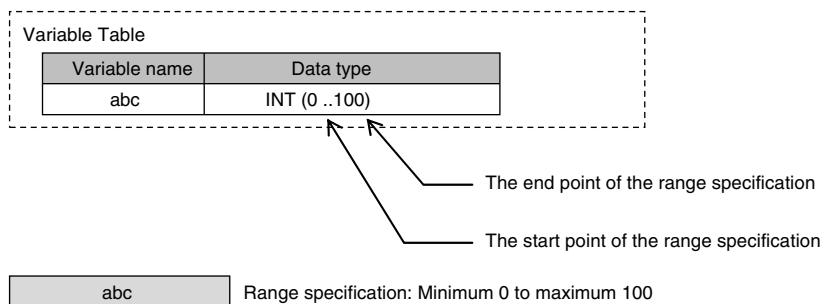 Variable Table
Variable name Data type
abc INT (0 ..100)
The end point of the range specification
The start point of the range specification
abc Range specification: Minimum 0 to maximum 100